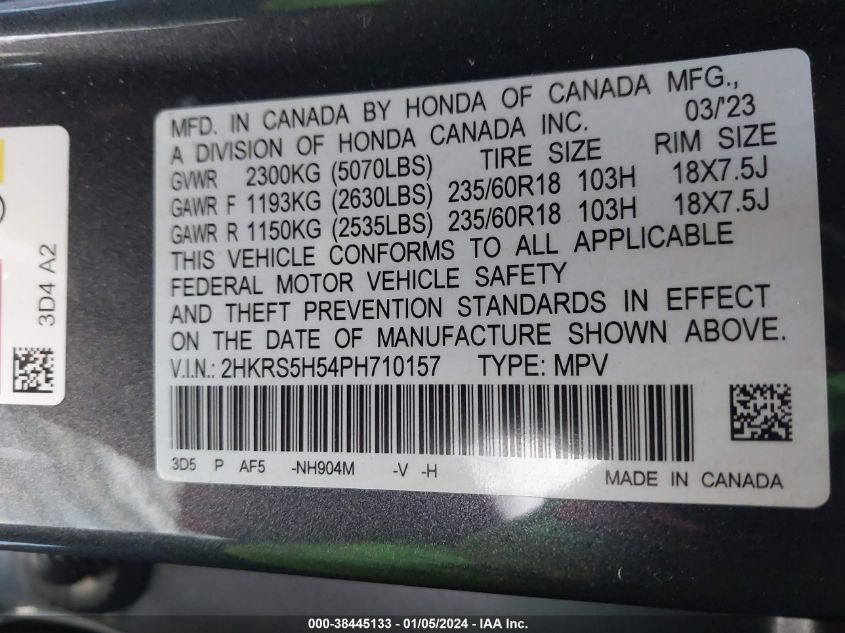 MFD. IN CANADA BY HONDA OF CANADA MFG.,
A DIVISION OF HONDA CANADA INC. 03/'23
GVWR 2300KG (5070LBS) TIRE SIZE RIM SIZE
GAWR F 1193KG (2630LBS) 235/60R18 103H 18X7.5J
GAWR R 1150KG (2535LBS) 235/60R18 103H 18X7.5J
THIS VEHICLE CONFORMS TO ALL APPLICABLE
FEDERAL MOTOR VEHICLE SAFETY
AND THEFT PREVENTION STANDARDS IN EFFECT
ON THE DATE OF MANUFACTURE SHOWN ABOVE.
V.I.N.: 2HKRS5H54PH710157 TYPE: MPV
3D5 P AF5 -NH904M -V -H
MADE IN CANADA
3D4 A2
000-38445133 - 01/05/2024 - IAA Inc.